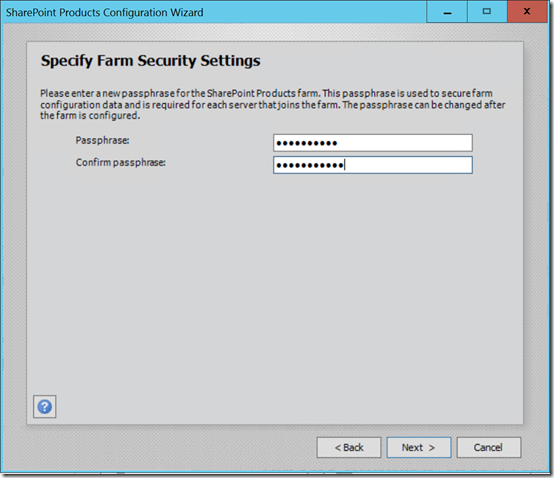 SharePoint Products Configuration Wizard
Specify Farm Security Settings
Please enter a new passphrase for the SharePoint Products farm. This passphrase is used to secure farm
configuration data and is required for each server that joins the farm. The passphrase can be changed after
the farm is configured.
Passphrase: ●●●●●●●●●●
Confirm passphrase: ●●●●●●●●●●●
?
< Back Next > Cancel